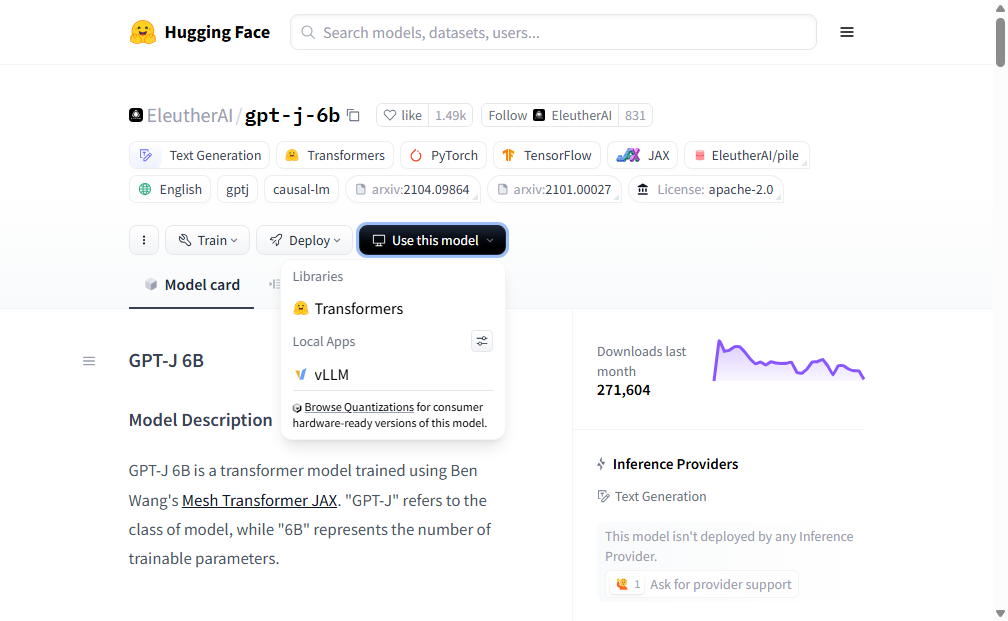 Hugging Face
Search models, datasets, users...
EleutherAI/gpt-j-6b
like 1.49k
Follow EleutherAI 831
Text Generation Transformers PyTorch TensorFlow JAX EleutherAI/pile
English gptj causal-lm arxiv:2104.09864 arxiv:2101.00027 License: apache-2.0
Train Deploy Use this model
Model card
Libraries
Transformers
Local Apps
vLLM
Browse Quantizations for consumer
hardware-ready versions of this model.
GPT-J 6B
Model Description
GPT-J 6B is a transformer model trained using Ben
Wang's Mesh Transformer JAX. "GPT-J" refers to the
class of model, while "6B" represents the number of
trainable parameters.
Downloads last
month
271,604
Inference Providers
Text Generation
This model isn't deployed by any Inference
Provider.
1 Ask for provider support